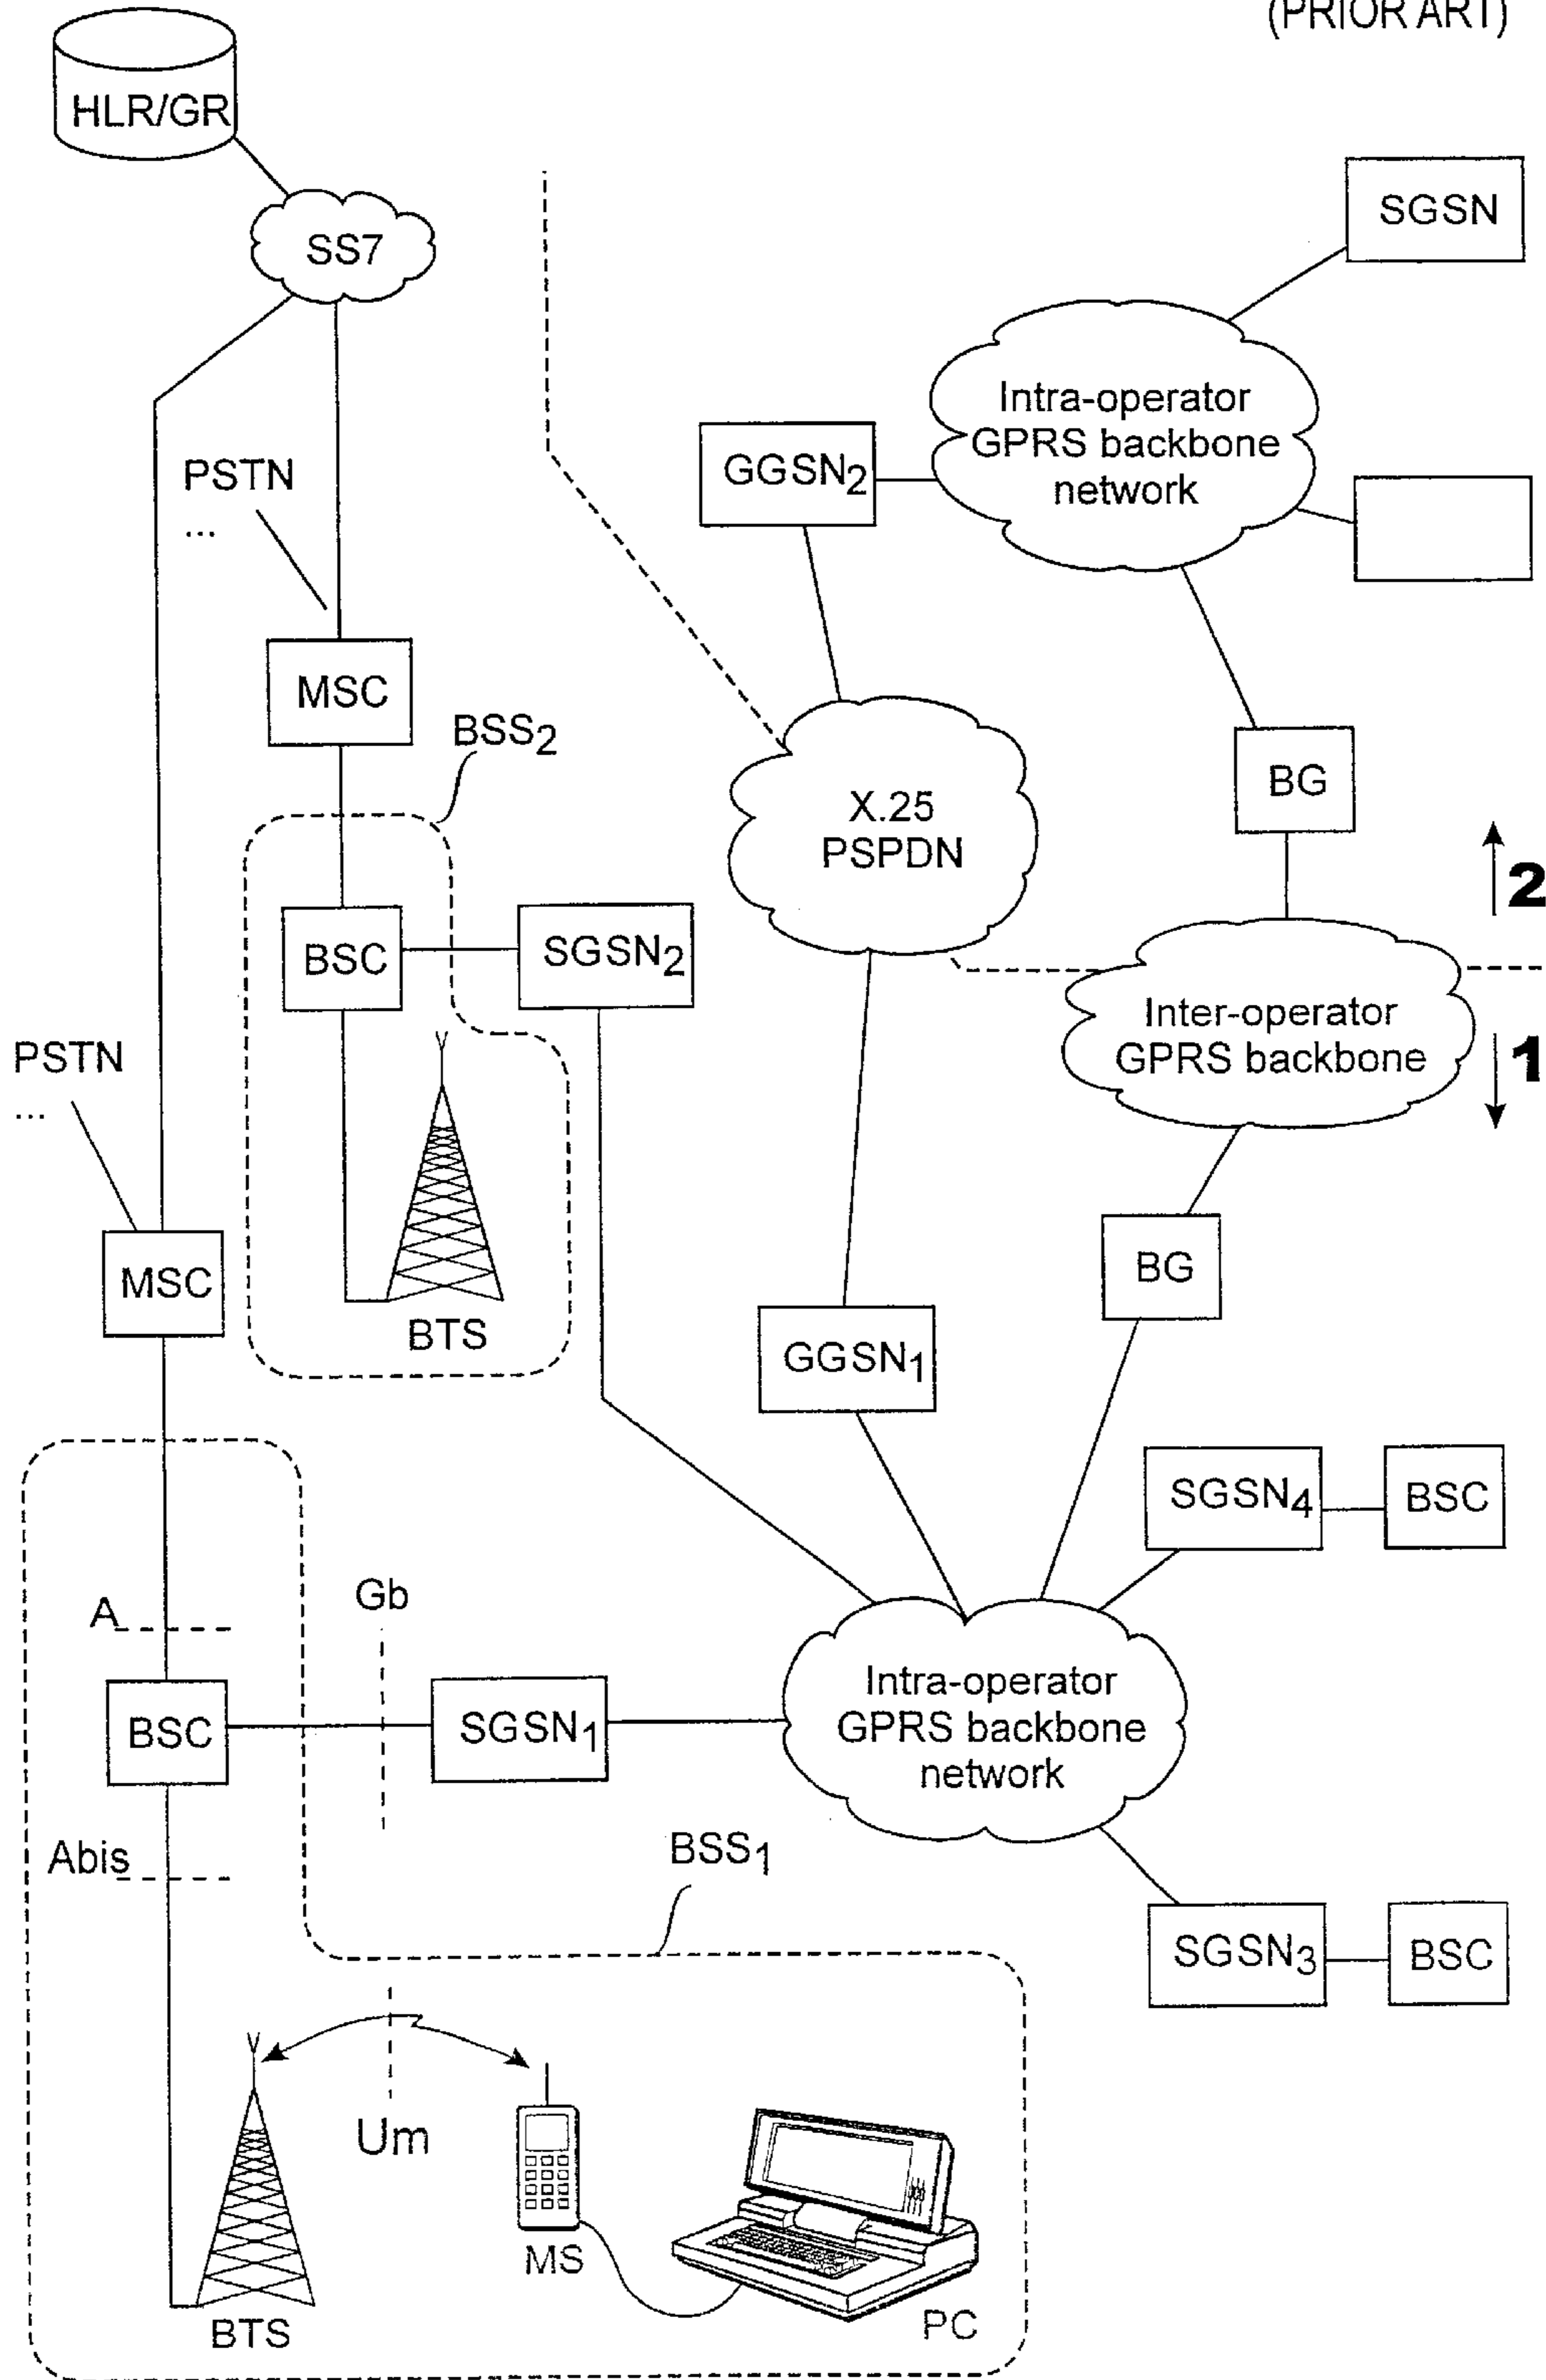 (PRIOR ART)
HLR/GR
SS7
SGSN
Intra-operator
GPRS backbone
network
GGSN2
PSTN
...
MSC
BSS2
BG
X.25
PSPDN
2
BSC
SGSN2
Inter-operator
GPRS backbone
1
PSTN
...
BG
MSC
BTS
GGSN1
SGSN4
BSC
A
Gb
Intra-operator
GPRS backbone
network
BSC
SGSN1
Abis
BSS1
SGSN3
BSC
Um
MS
PC
BTS